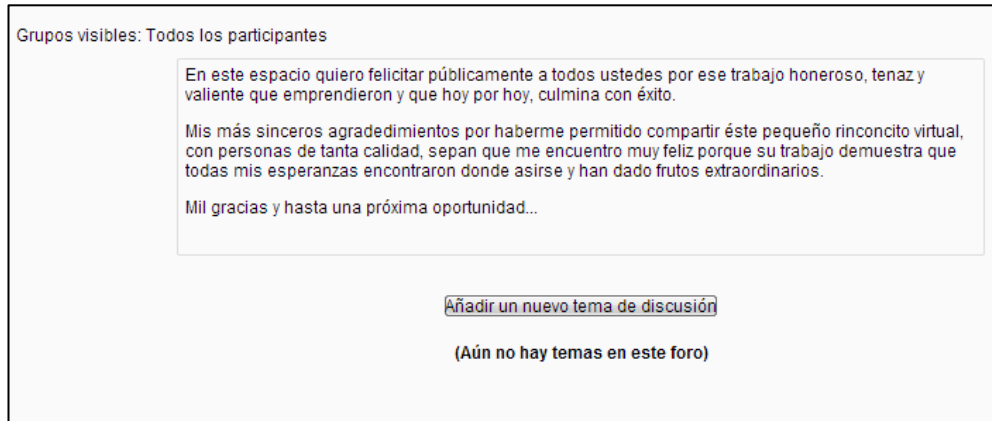 Grupos visibles: Todos los participantes
En este espacio quiero felicitar públicamente a todos ustedes por ese trabajo honeroso, tenaz y
valiente que emprendieron y que hoy por hoy, culmina con éxito.
Mis más sinceros agradedimientos por haberme permitido compartir éste pequeño rinconcito virtual,
con personas de tanta calidad, sepan que me encuentro muy feliz porque su trabajo demuestra que
todas mis esperanzas encontraron donde asirse y han dado frutos extraordinarios.
Mil gracias y hasta una próxima oportunidad...
Añadir un nuevo tema de discusión
(Aún no hay temas en este foro)